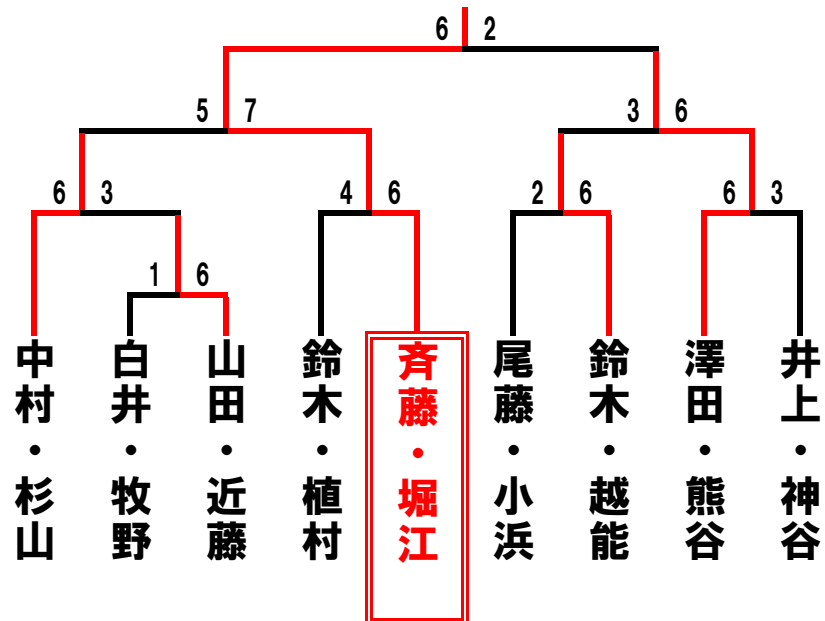 6 2
5 7
3 6
6 3
4 6
2 6
6 3
1 6
中村・杉山
白井・牧野
山田・近藤
鈴木・植村
斉藤・堀江
尾藤・小浜
鈴木・越能
澤田・熊谷
井上・神谷